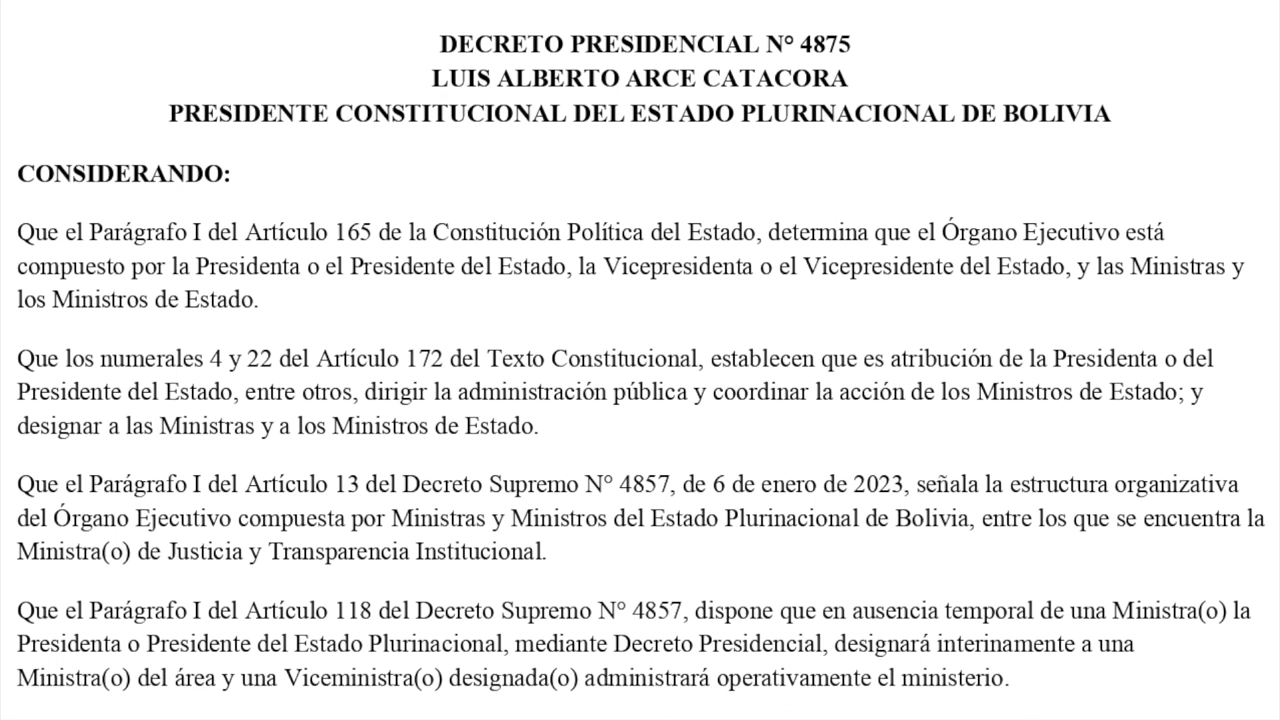 DECRETO PRESIDENCIAL N° 4875
LUIS ALBERTO ARCE CATACORA
PRESIDENTE CONSTITUCIONAL DEL ESTADO PLURINACIONAL DE BOLIVIA
CONSIDERANDO:
Que el Parágrafo I del Artículo 165 de la Constitución Política del Estado, determina que el Órgano Ejecutivo está
compuesto por la Presidenta o el Presidente del Estado, la Vicepresidenta o el Vicepresidente del Estado, y las Ministras y
los Ministros de Estado.
Que los numerales 4 y 22 del Artículo 172 del Texto Constitucional, establecen que es atribución de la Presidenta o del
Presidente del Estado, entre otros, dirigir la administración pública y coordinar la acción de los Ministros de Estado; y
designar a las Ministras y a los Ministros de Estado.
Que el Parágrafo I del Artículo 13 del Decreto Supremo N° 4857, de 6 de enero de 2023, señala la estructura organizativa
del Órgano Ejecutivo compuesta por Ministras y Ministros del Estado Plurinacional de Bolivia, entre los que se encuentra la
Ministra(o) de Justicia y Transparencia Institucional.
Que el Parágrafo I del Artículo 118 del Decreto Supremo N° 4857, dispone que en ausencia temporal de una Ministra(o) la
Presidenta o Presidente del Estado Plurinacional, mediante Decreto Presidencial, designará interinamente a una
Ministra(o) del área y una Viceministra(o) designada(o) administrará operativamente el ministerio.